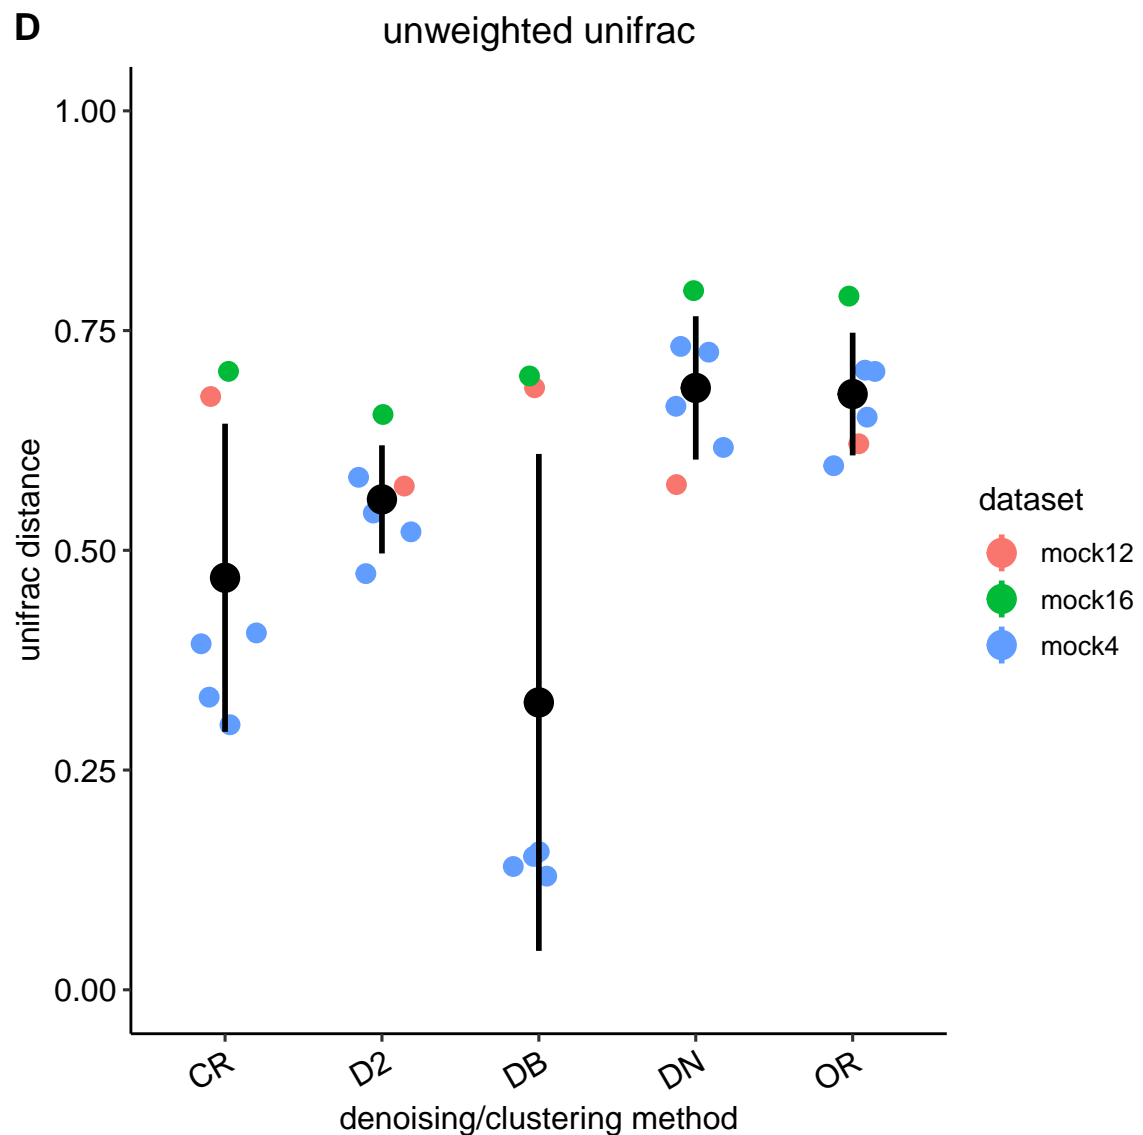 D
unweighted unifrac
unifrac distance
1.00
0.75
0.50
0.25
0.00
CR
D2
DB
DN
OR
denoising/clustering method
dataset
mock12
mock16
mock4